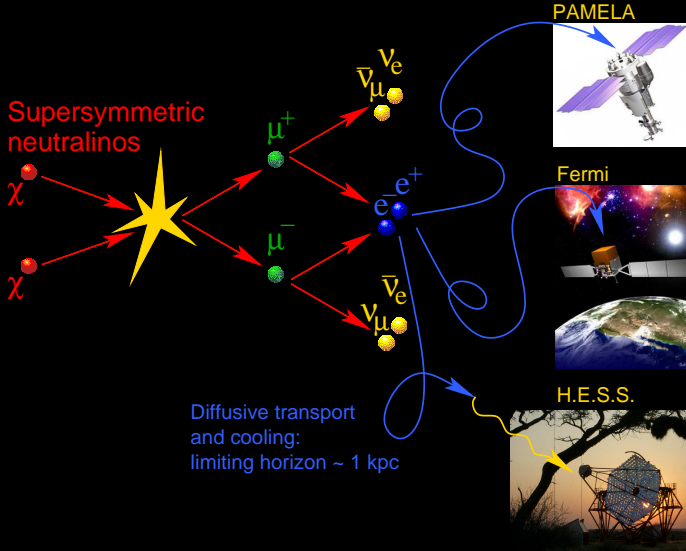 PAMELA
Supersymmetric
neutralinos
χ
χ
μ+
μ−
νe
ν̄μ
e−
e+
ν̄e
νμ
Fermi
H.E.S.S.
Diffusive transport
and cooling:
limiting horizon ~ 1 kpc